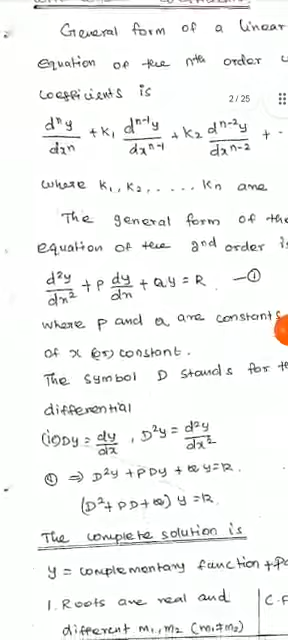 General form of a linear
equation of the nth order
coefficients is
2/25
dⁿy/dxⁿ + K₁ dⁿ⁻¹y/dxⁿ⁻¹ + K₂ dⁿ⁻²y/dxⁿ⁻² +
where K₁, K₂, ..... Kn are
The general form of the
equation of the 2nd order is
d²y/dx² + P dy/dx + Qy = R. —①
where P and Q are constants
of x (or) constant.
The symbol D stands for
differential
(i) Dy = dy/dx , D²y = d²y/dx²
① ⇒ D²y + PDy + Qy = R.
(D² + PD + Q) y = R.
The complete solution is
y = complementary function +
1. Roots are real and | C.F
different m₁, m₂ (m₁≠m₂)